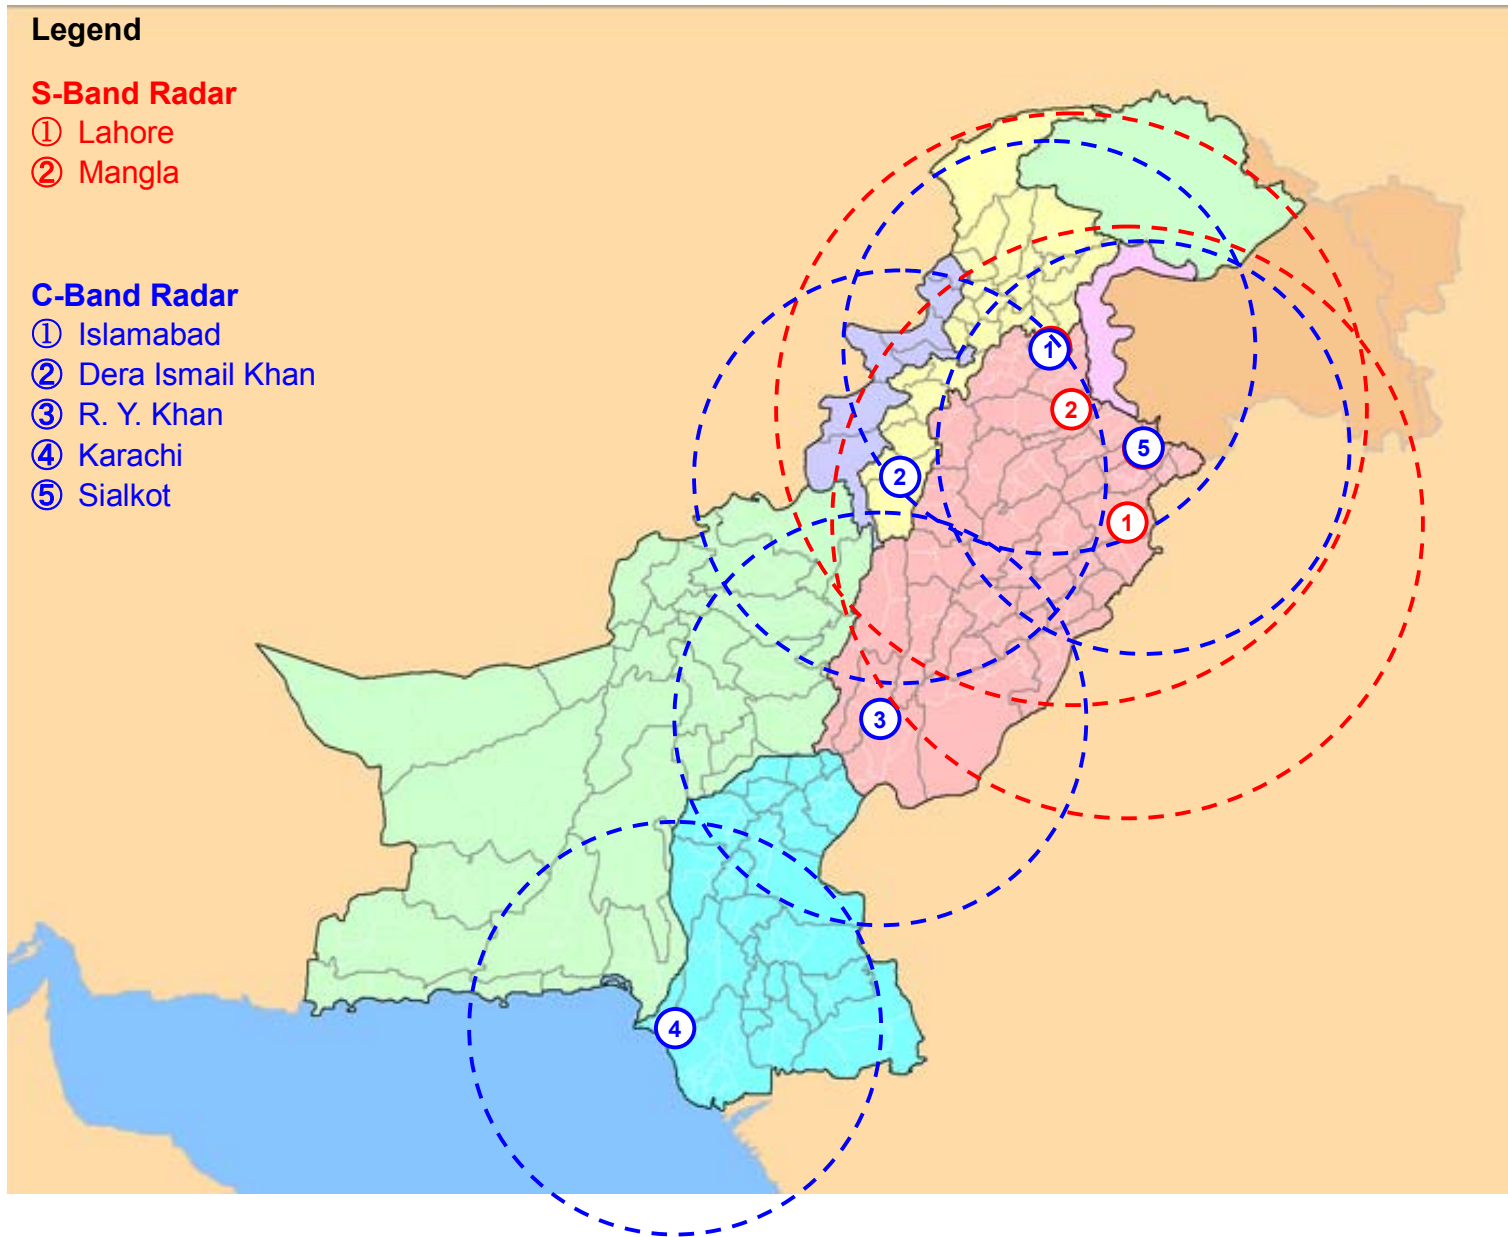 Legend
S-Band Radar
① Lahore
② Mangla
C-Band Radar
① Islamabad
② Dera Ismail Khan
③ R. Y. Khan
④ Karachi
⑤ Sialkot
1
2
5
2
1
3
4